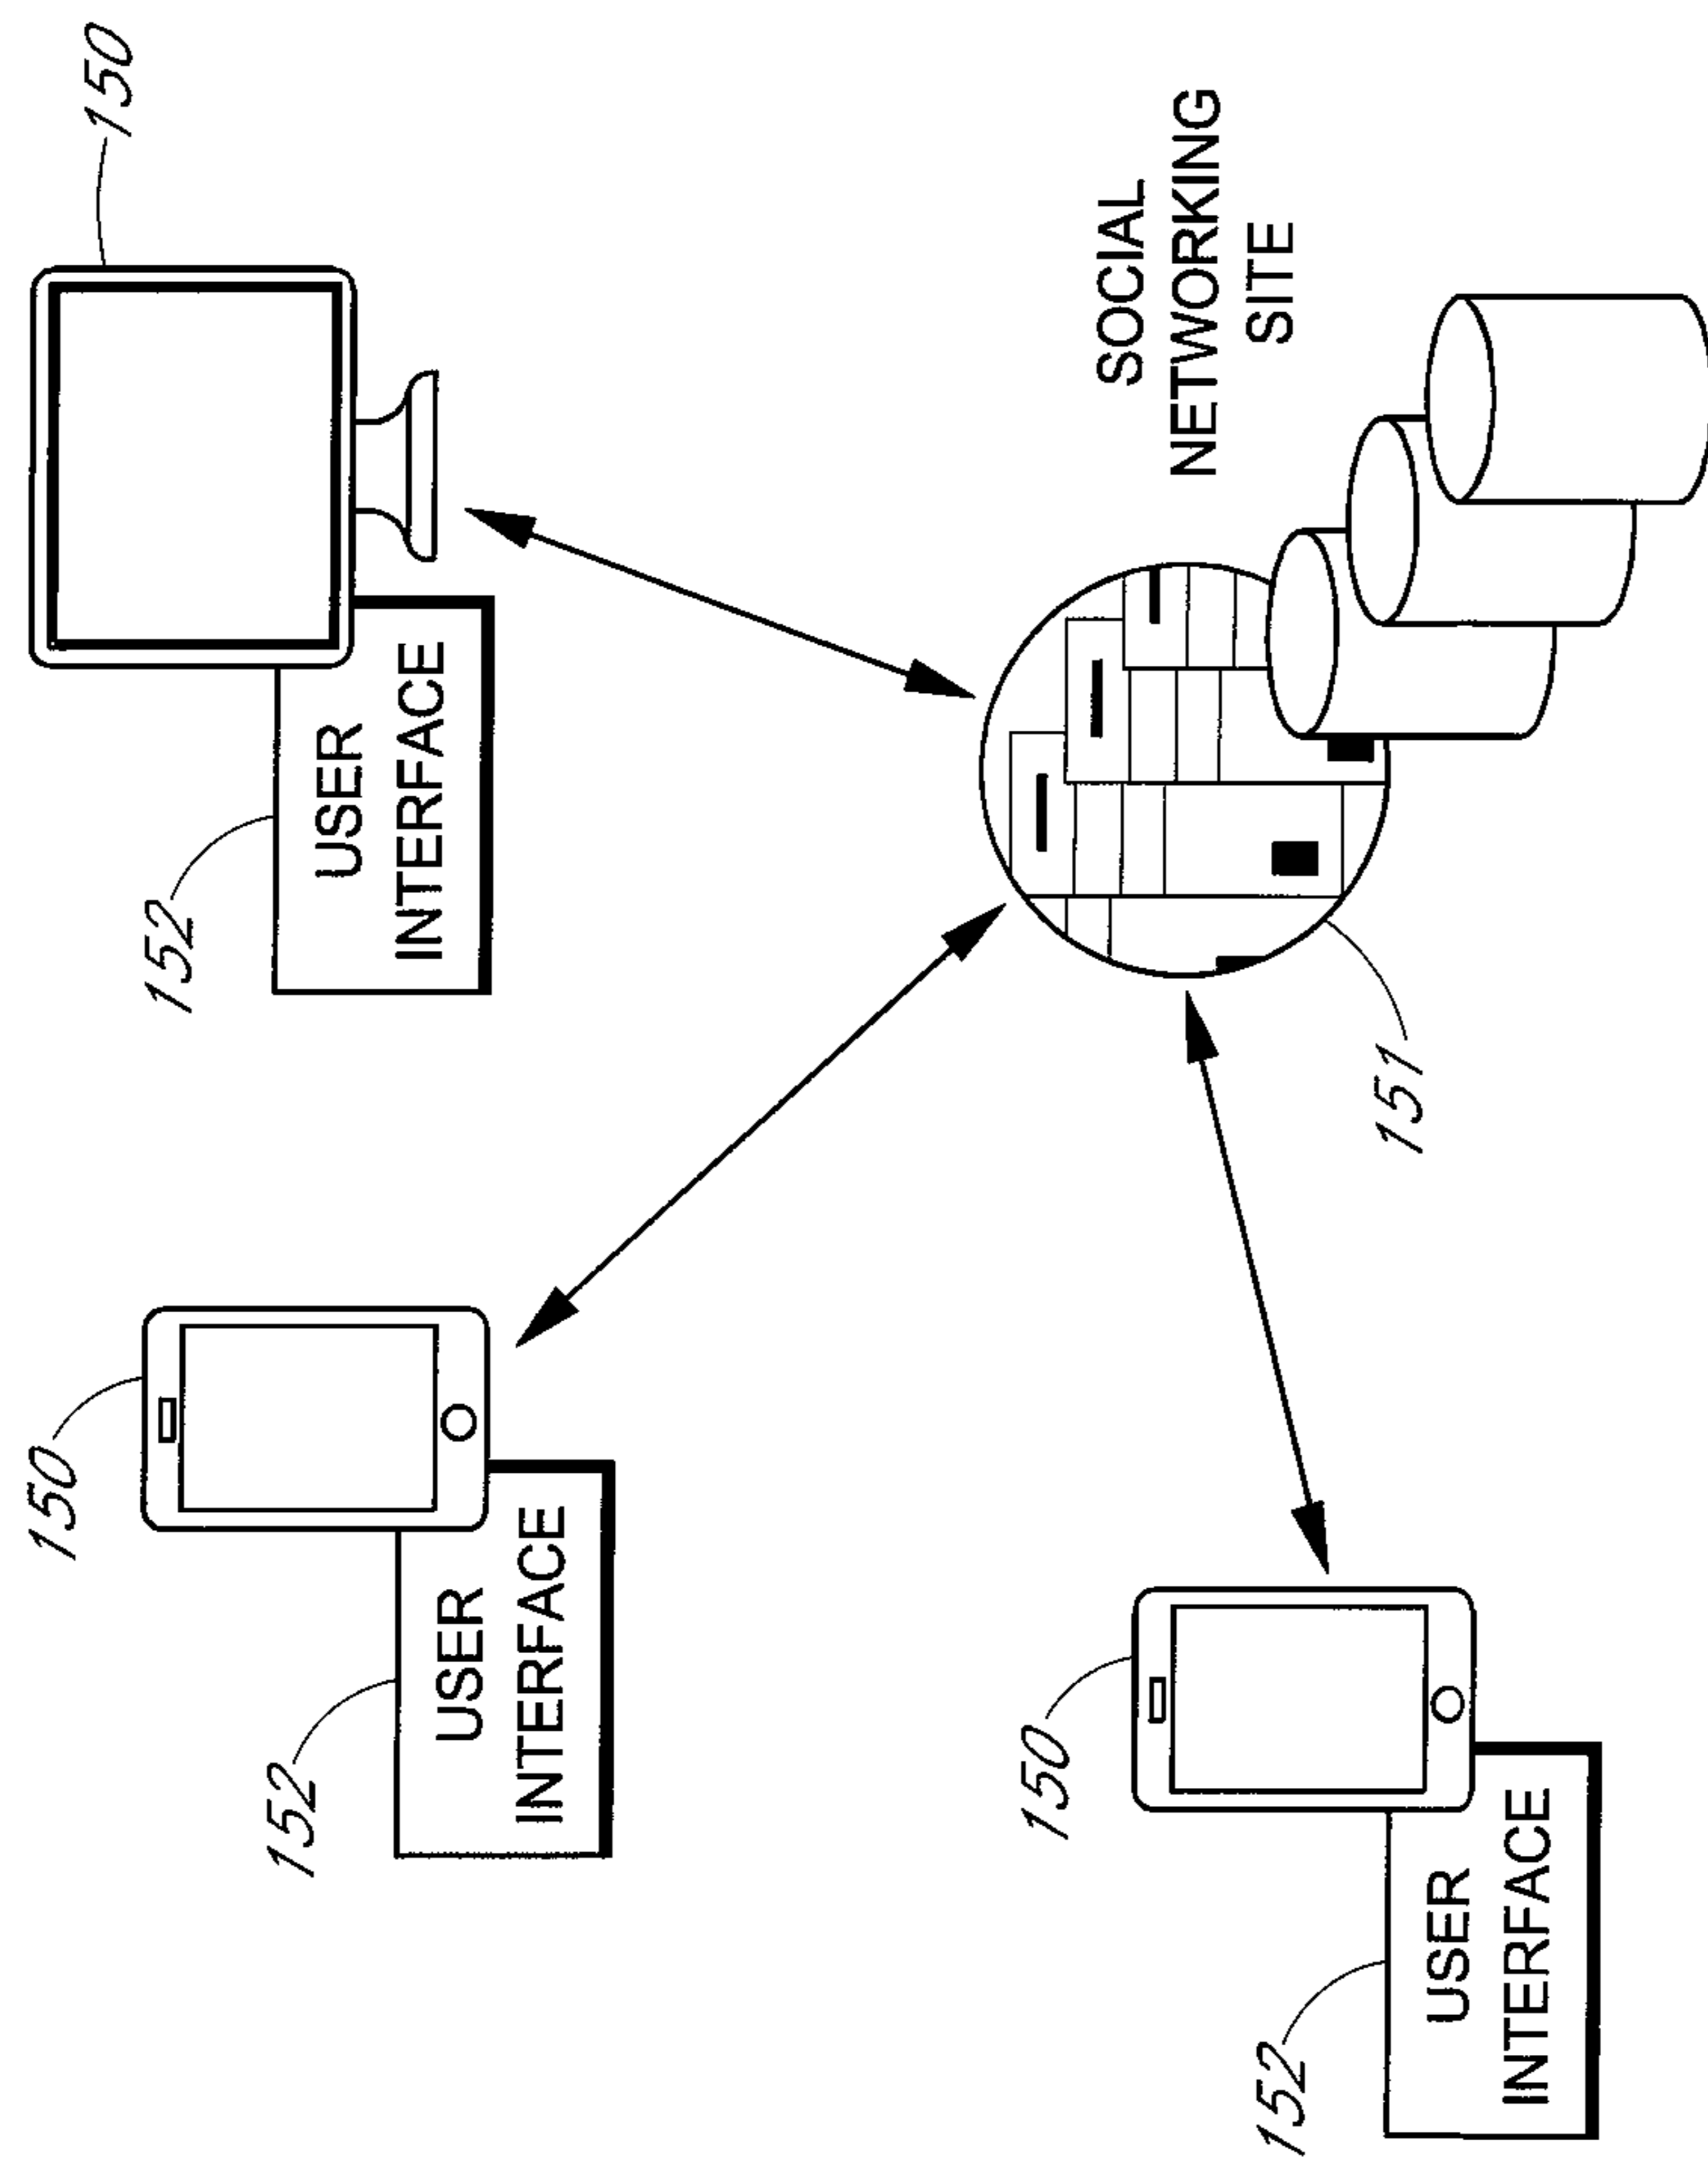 150
150
152
152
USER
INTERFACE
USER
INTERFACE
150
SOCIAL
NETWORKING
SITE
152
151
USER
INTERFACE